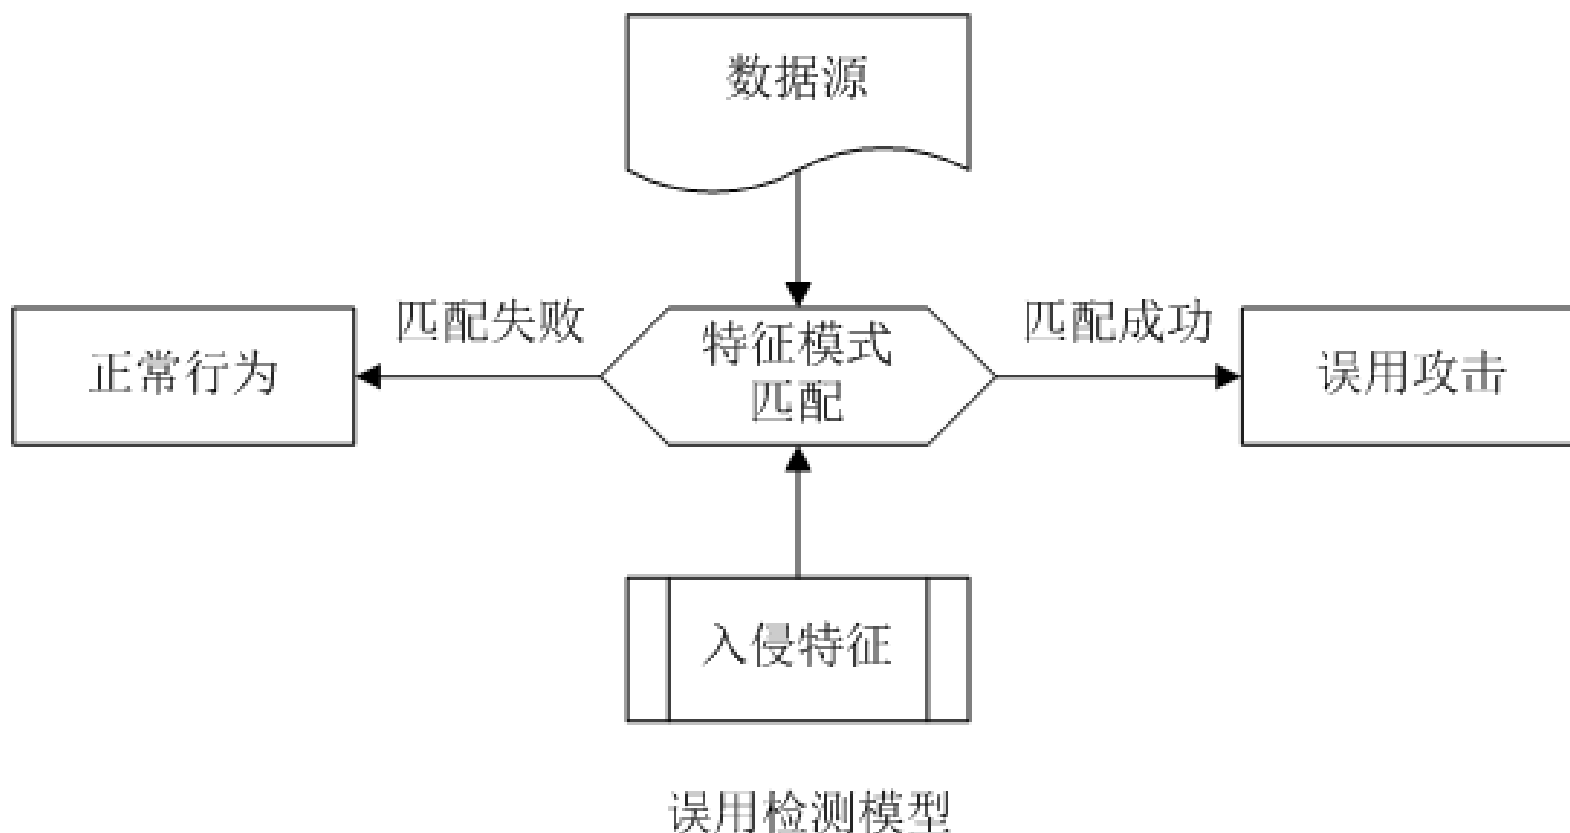 数据源
匹配失败
匹配成功
正常行为
特征模式
匹配
误用攻击
入侵特征
误用检测模型